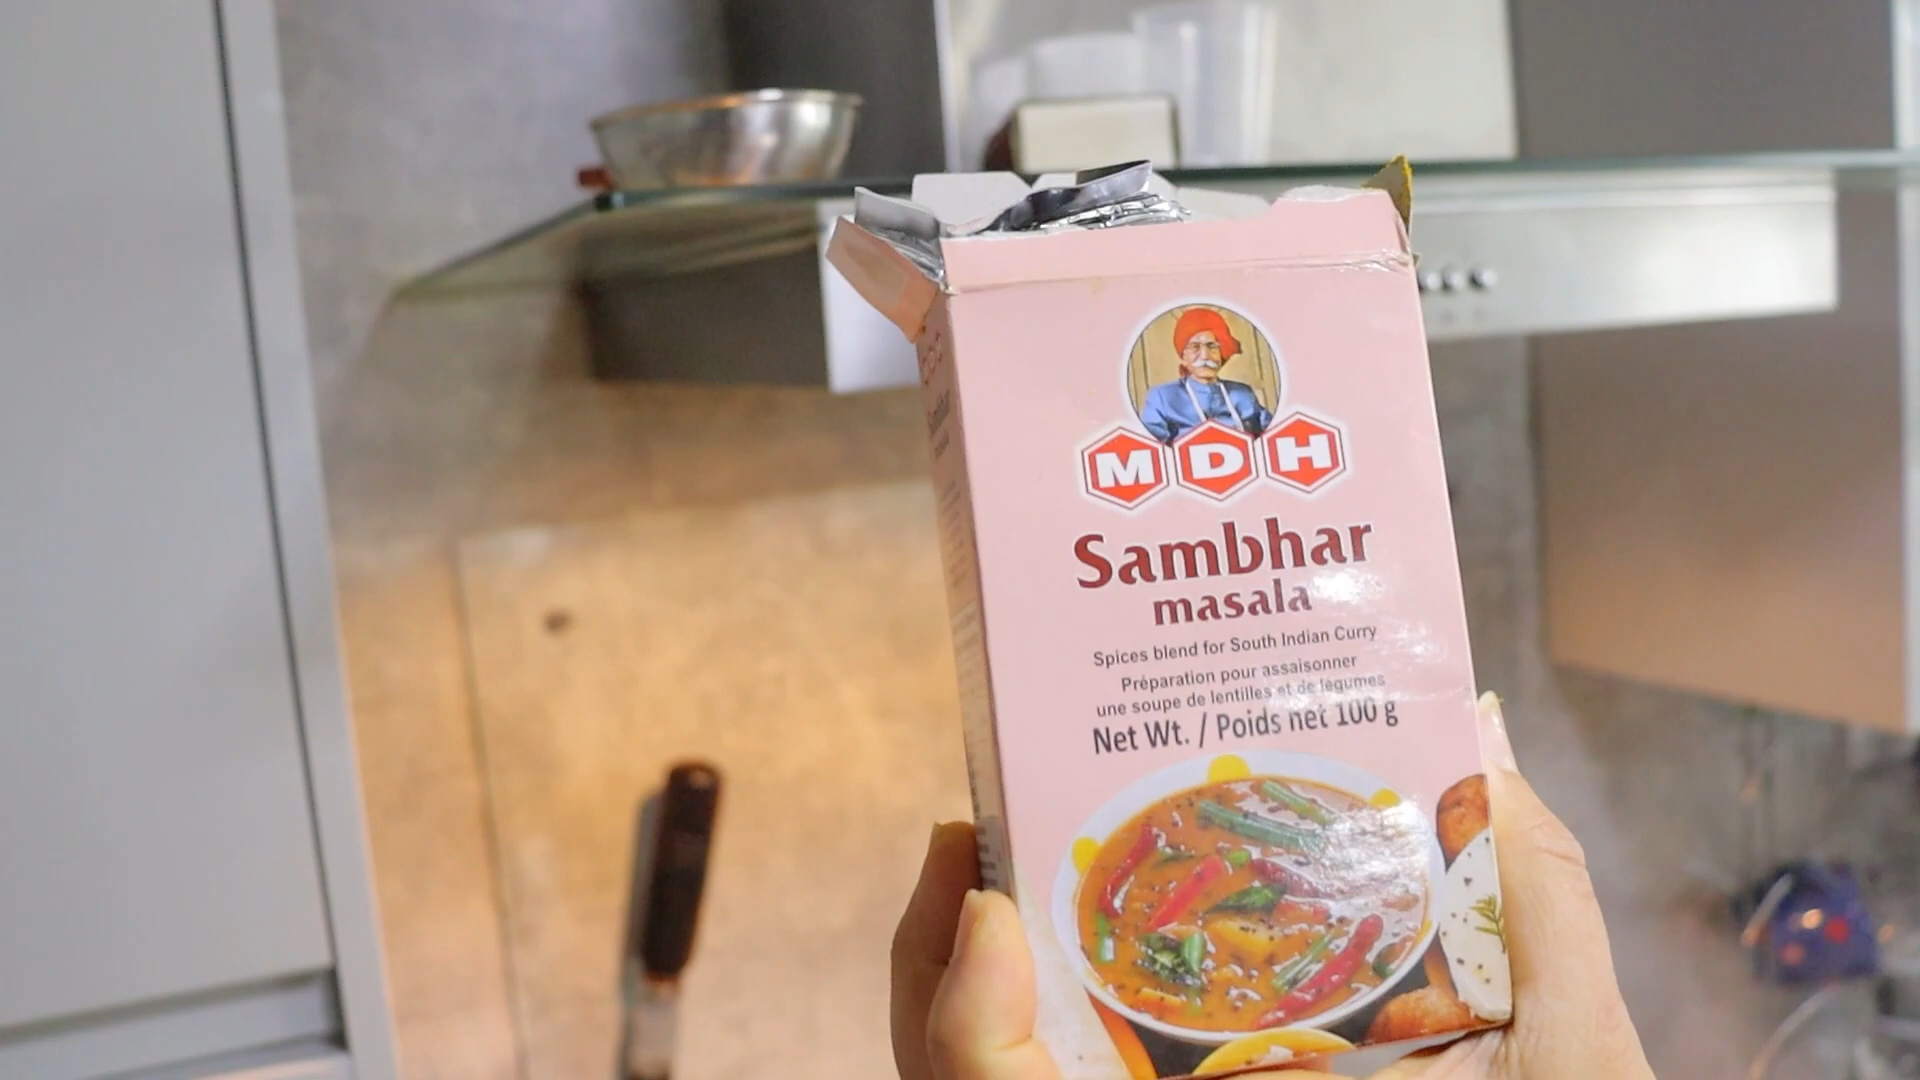 MDH
Sambhar
masala
Spices blend for South Indian Curry
Préparation pour assaisonner
une soupe de lentilles et de légumes
Net Wt. / Poids net 100 g